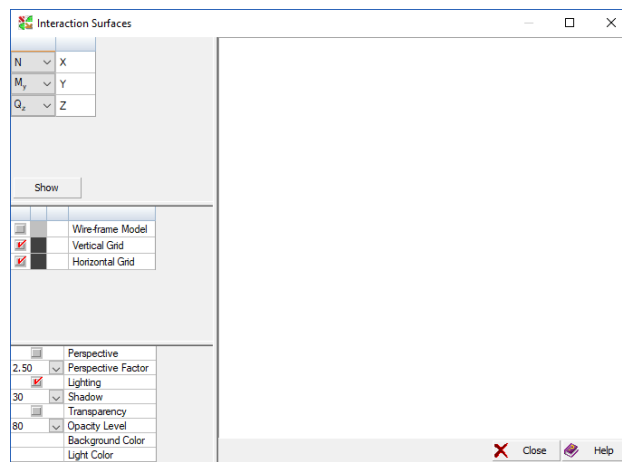 Interaction Surfaces
N X
My Y
Qz Z
Show
Wire-frame Model
Vertical Grid
Horizontal Grid
Perspective
2.50 Perspective Factor
Lighting
30 Shadow
Transparency
80 Opacity Level
Background Color
Light Color
Close Help